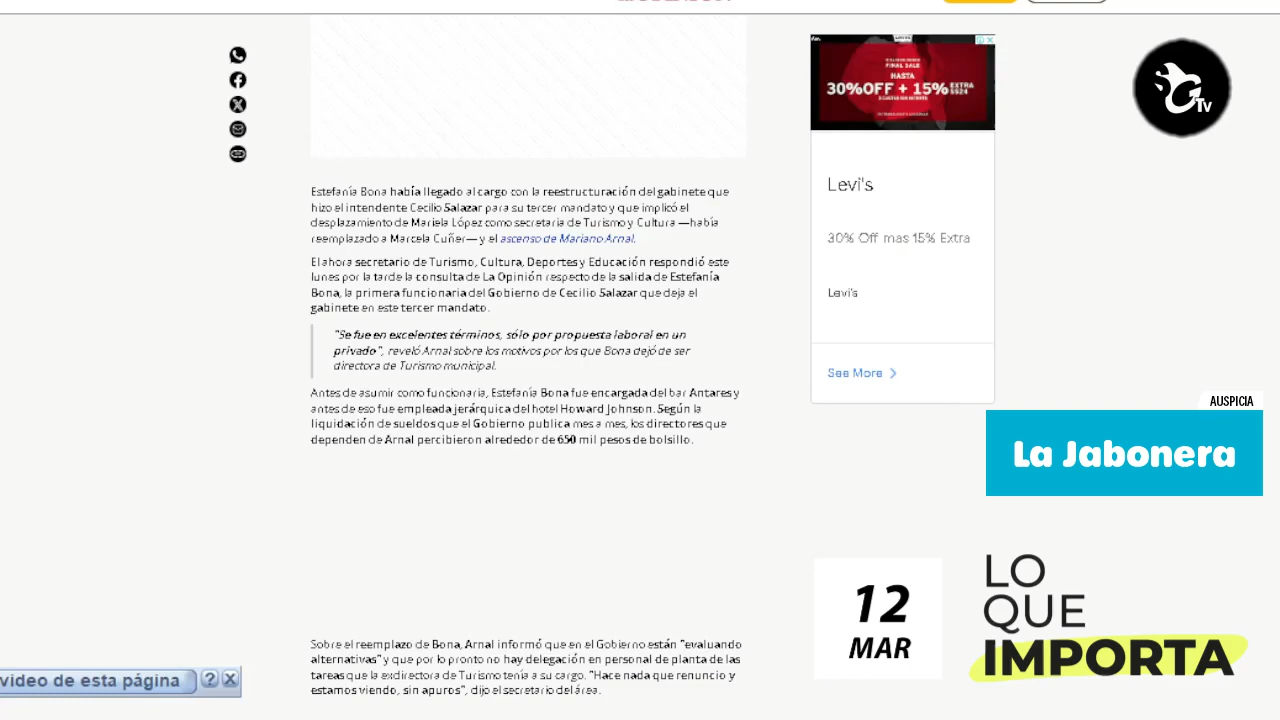 FINAL SALE
HASTA
30%OFF + 15% EXTRA
SS24
Levi's
30% Off mas 15% Extra
Levi's
See More
GTv
Estefanía Bona había llegado al cargo con la reestructuración del gabinete que
hizo el intendente Cecilio Salazar para su tercer mandato y que implicó el
desplazamiento de Mariela López como secretaria de Turismo y Cultura —había
reemplazado a Marcela Cuñer— y el ascenso de Mariano Arnal.
El ahora secretario de Turismo, Cultura, Deportes y Educación respondió este
lunes por la tarde la consulta de La Opinión respecto de la salida de Estefanía
Bona, la primera funcionaria del Gobierno de Cecilio Salazar que deja el
gabinete en este tercer mandato.
"Se fue en excelentes términos, sólo por propuesta laboral en un
privado", reveló Arnal sobre los motivos por los que Bona dejó de ser
directora de Turismo municipal.
Antes de asumir como funcionaria, Estefanía Bona fue encargada del bar Antares y
antes de eso fue empleada jerárquica del hotel Howard Johnson. Según la
liquidación de sueldos que el Gobierno publica mes a mes, los directores que
dependen de Arnal percibieron alrededor de 650 mil pesos de bolsillo.
Sobre el reemplazo de Bona, Arnal informó que en el Gobierno están "evaluando
alternativas" y que por lo pronto no hay delegación en personal de planta de las
tareas que la exdirectora de Turismo tenía a su cargo. "Hace nada que renuncio y
estamos viendo, sin apuros", dijo el secretario del área.
video de esta página ? X
AUSPICIA
La Jabonera
12
MAR
LO
QUE
IMPORTA